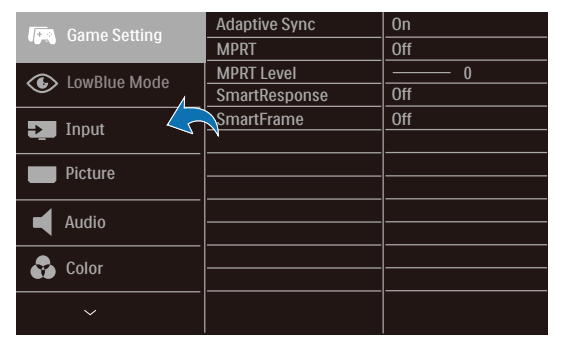 Game Setting
LowBlue Mode
Input
Picture
Audio
Color
Adaptive Sync On
MPRT Off
MPRT Level 0
SmartResponse Off
SmartFrame Off